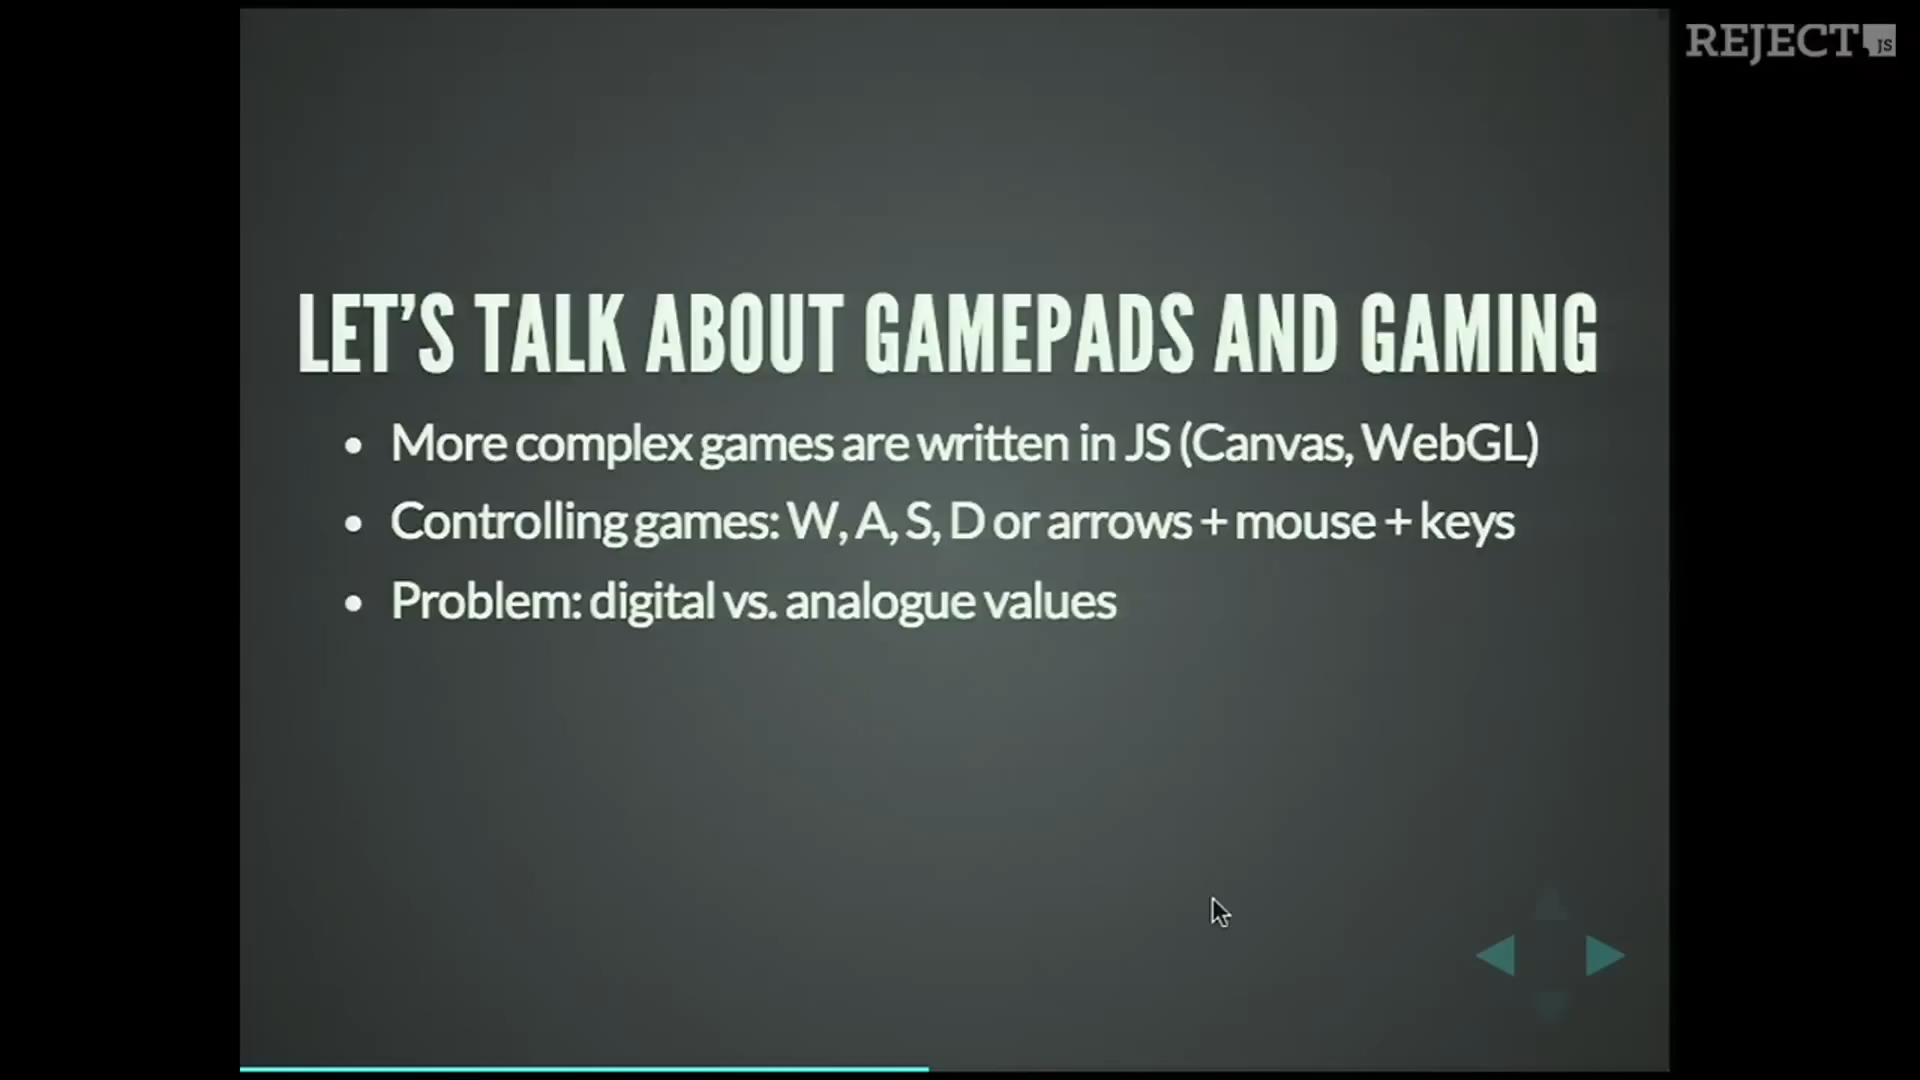 REJECT JS
LET'S TALK ABOUT GAMEPADS AND GAMING
• More complex games are written in JS (Canvas, WebGL)
• Controlling games: W, A, S, D or arrows + mouse + keys
• Problem: digital vs. analogue values